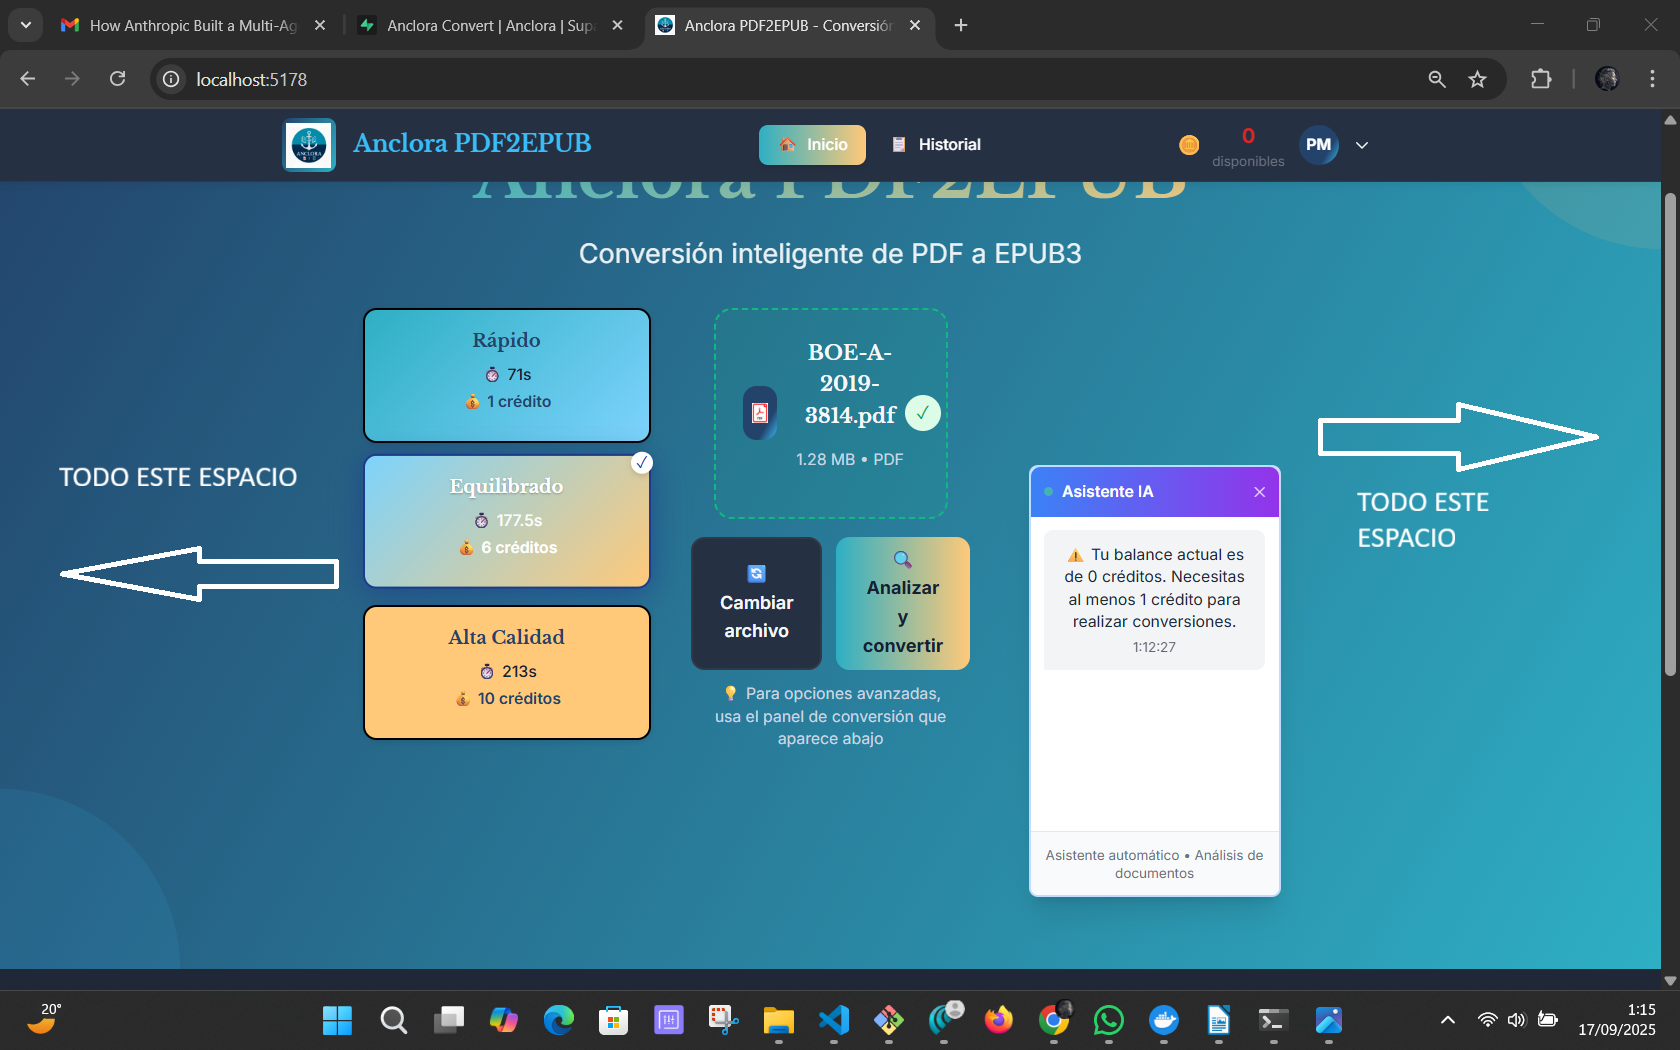 How Anthropic Built a Multi-Ag
Anclora Convert | Anclora | Sup
Anclora PDF2EPUB - Conversión
localhost:5178
ANCLORA
Anclora PDF2EPUB
Inicio
Historial
0
disponibles
PM
Anclora PDF2EPUB
Conversión inteligente de PDF a EPUB3
Rápido
71s
1 crédito
Equilibrado
177.5s
6 créditos
Alta Calidad
213s
10 créditos
BOE-A-
2019-
3814.pdf
1.28 MB • PDF
Cambiar
archivo
Analizar
y
convertir
Para opciones avanzadas,
usa el panel de conversión que
aparece abajo
TODO ESTE ESPACIO
TODO ESTE
ESPACIO
Asistente IA
Tu balance actual es
de 0 créditos. Necesitas
al menos 1 crédito para
realizar conversiones.
1:12:27
Asistente automático • Análisis de
documentos
20°
1:15
17/09/2025